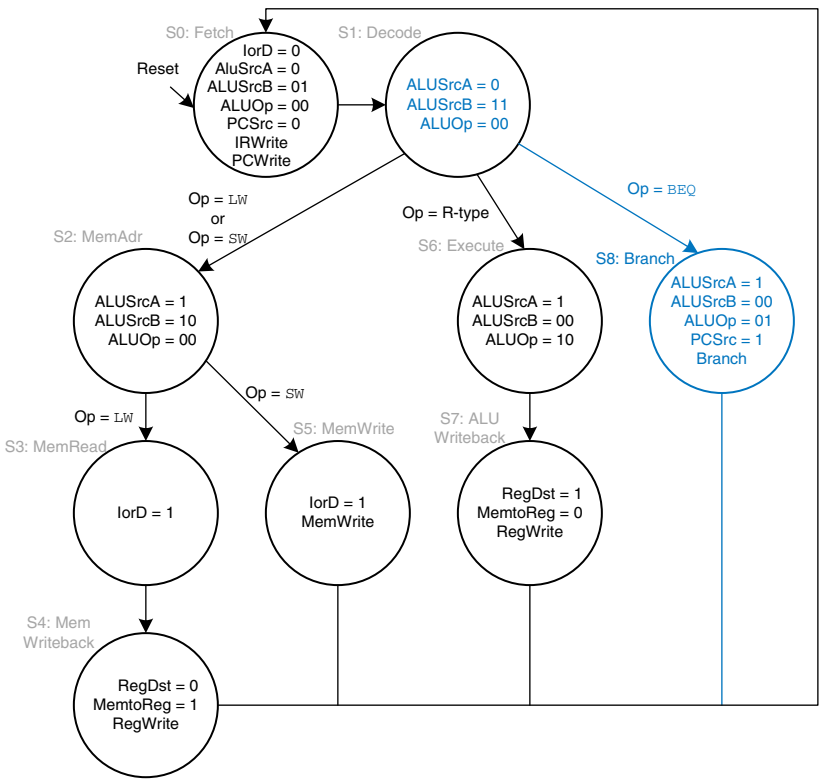 S0: Fetch
S1: Decode
Reset
IorD = 0
AluSrcA = 0
ALUSrcB = 01
ALUOp = 00
PCSrc = 0
IRWrite
PCWrite
ALUSrcA = 0
ALUSrcB = 11
ALUOp = 00
Op = LW
or
Op = SW
Op = R-type
Op = BEQ
S2: MemAdr
S6: Execute
S8: Branch
ALUSrcA = 1
ALUSrcB = 10
ALUOp = 00
ALUSrcA = 1
ALUSrcB = 00
ALUOp = 10
ALUSrcA = 1
ALUSrcB = 00
ALUOp = 01
PCSrc = 1
Branch
Op = LW
Op = SW
S3: MemRead
S5: MemWrite
S7: ALU
Writeback
IorD = 1
IorD = 1
MemWrite
RegDst = 1
MemtoReg = 0
RegWrite
S4: Mem
Writeback
RegDst = 0
MemtoReg = 1
RegWrite